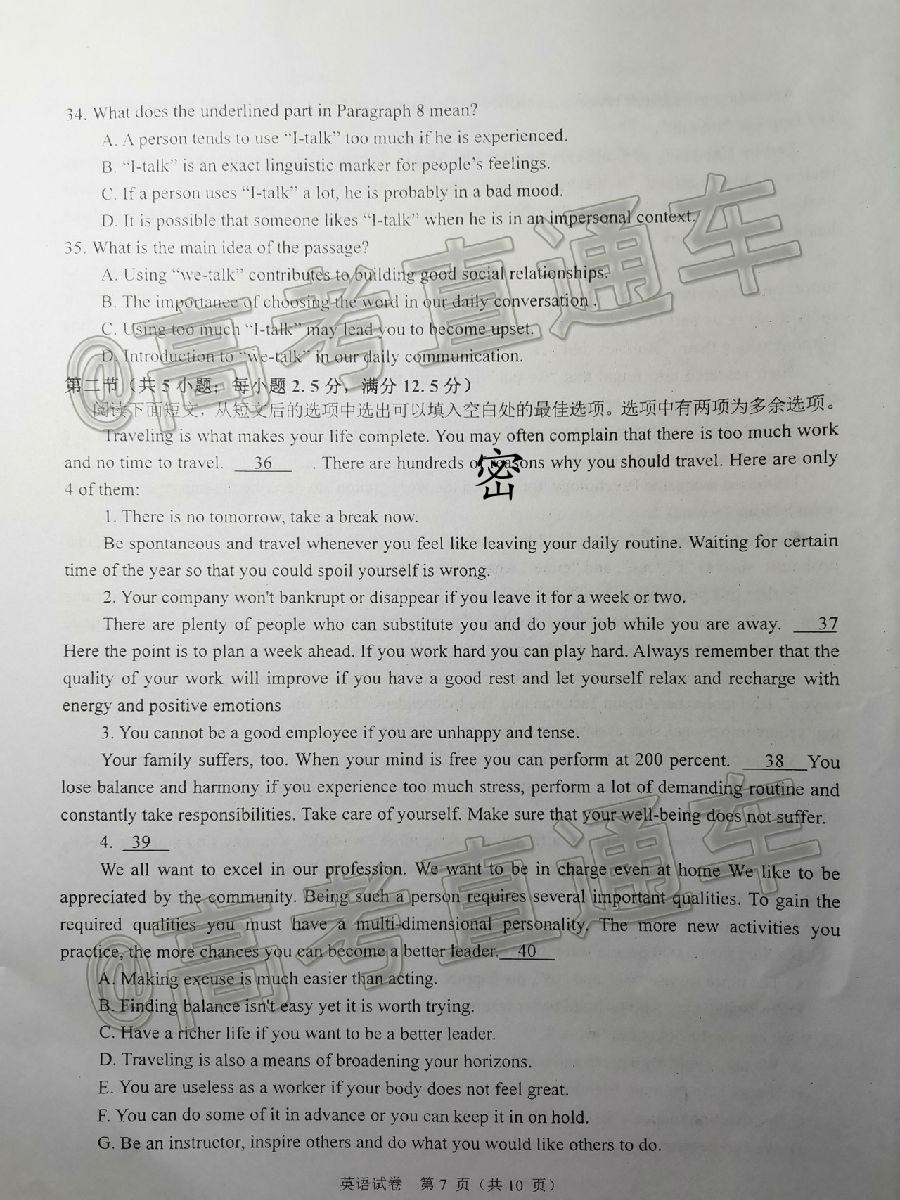 34. What does the underlined part in Paragraph 8 mean?
A. A person tends to use “I-talk” too much if he is experienced.
B. “I-talk” is an exact linguistic marker for people’s feelings.
C. If a person uses “I-talk” a lot, he is probably in a bad mood.
D. It is possible that someone likes “I-talk” when he is in an impersonal context.
35. What is the main idea of the passage?
A. Using “we-talk” contributes to building good social relationships.
B. The importance of choosing the word in our daily conversation .
C. Using too much “I-talk” may lead you to become upset.
D. Introduction to “we-talk” in our daily communication.
第二节（共 5 小题；每小题 2.5 分，满分 12.5 分）
阅读下面短文，从短文后的选项中选出可以填入空白处的最佳选项。选项中有两项为多余选项。
Traveling is what makes your life complete. You may often complain that there is too much work
and no time to travel. 36 . There are hundreds of reasons why you should travel. Here are only
4 of them:
密
1. There is no tomorrow, take a break now.
Be spontaneous and travel whenever you feel like leaving your daily routine. Waiting for certain
time of the year so that you could spoil yourself is wrong.
2. Your company won't bankrupt or disappear if you leave it for a week or two.
There are plenty of people who can substitute you and do your job while you are away. 37
Here the point is to plan a week ahead. If you work hard you can play hard. Always remember that the
quality of your work will improve if you have a good rest and let yourself relax and recharge with
energy and positive emotions
3. You cannot be a good employee if you are unhappy and tense.
Your family suffers, too. When your mind is free you can perform at 200 percent. 38 You
lose balance and harmony if you experience too much stress, perform a lot of demanding routine and
constantly take responsibilities. Take care of yourself. Make sure that your well-being does not suffer.
4. 39
We all want to excel in our profession. We want to be in charge even at home We like to be
appreciated by the community. Being such a person requires several important qualities. To gain the
required qualities you must have a multi-dimensional personality. The more new activities you
practice, the more chances you can become a better leader. 40
A. Making excuse is much easier than acting.
B. Finding balance isn't easy yet it is worth trying.
C. Have a richer life if you want to be a better leader.
D. Traveling is also a means of broadening your horizons.
E. You are useless as a worker if your body does not feel great.
F. You can do some of it in advance or you can keep it in on hold.
G. Be an instructor, inspire others and do what you would like others to do.
英语试卷 第 7 页（共 10 页）
@高考直通车
@高考直通车